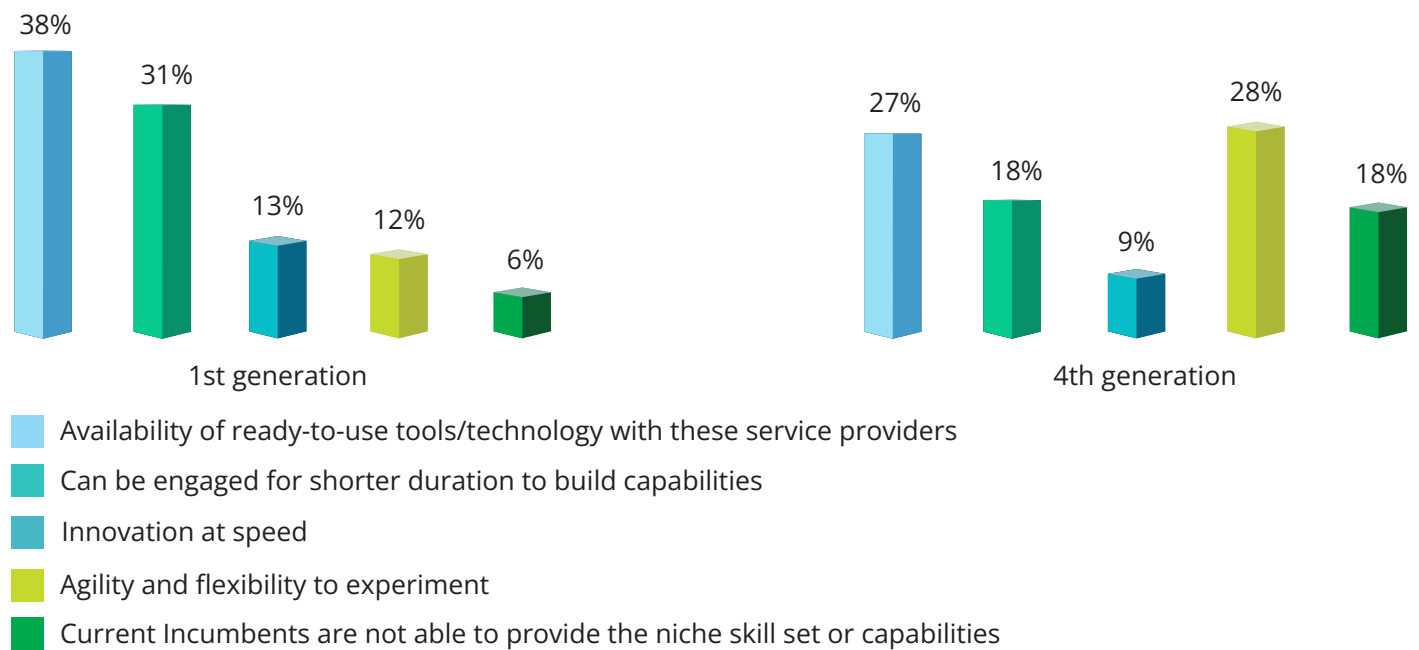 38%
31%
13%
12%
6%
27%
18%
9%
28%
18%
1st generation
4th generation
Availability of ready-to-use tools/technology with these service providers
Can be engaged for shorter duration to build capabilities
Innovation at speed
Agility and flexibility to experiment
Current Incumbents are not able to provide the niche skill set or capabilities